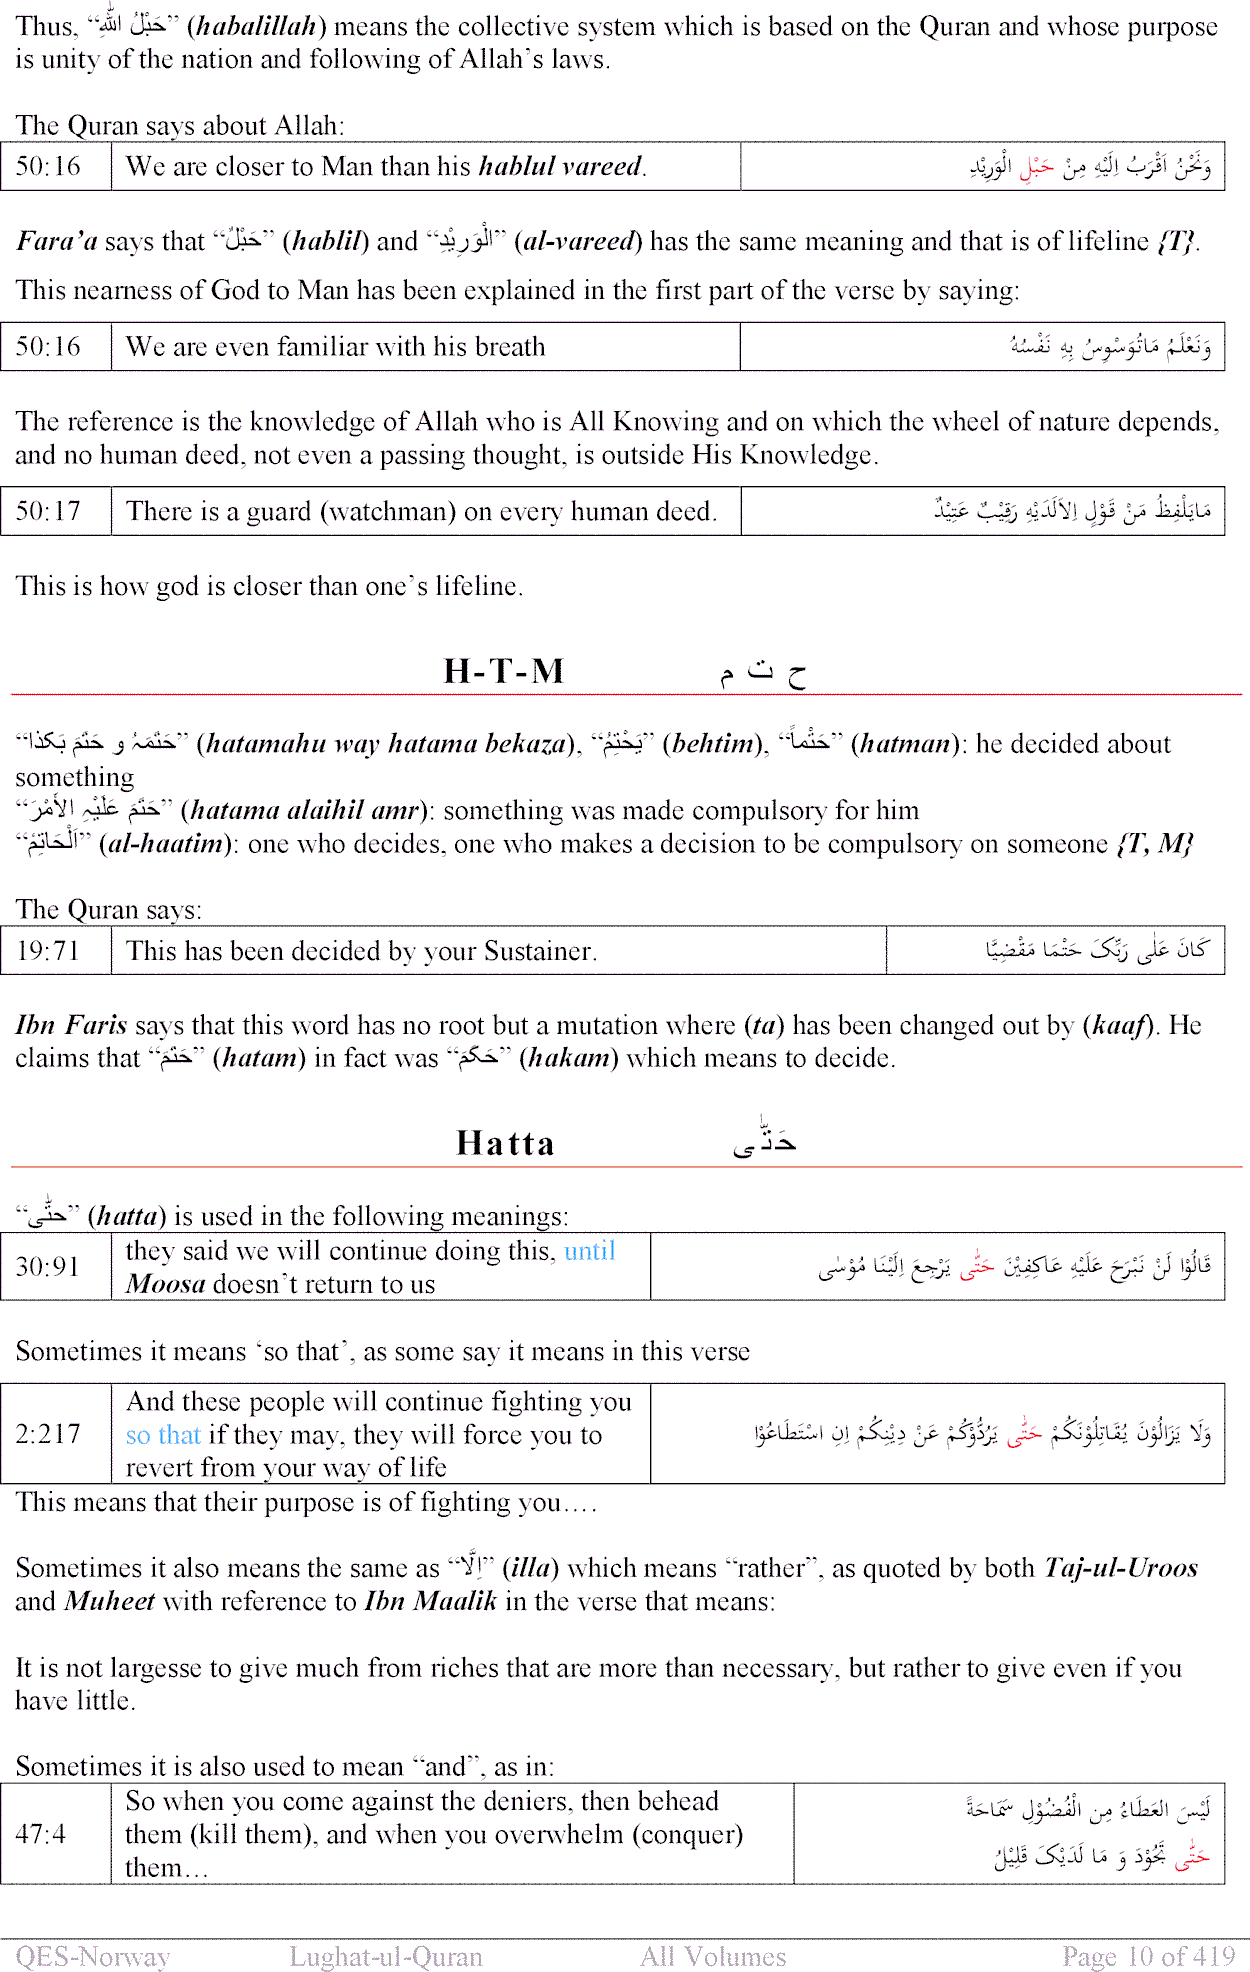 Thus, “حَبْلُ اللّٰهِ” (habalillah) means the collective system which is based on the Quran and whose purpose
is unity of the nation and following of Allah’s laws.
The Quran says about Allah:
50:16 We are closer to Man than his hablul vareed. وَنَحْنُ اَقْرَبُ اِلَيْهِ مِنْ حَبْلِ الْوَرِيْدِ
Fara’a says that “حَبْلٌ” (hablil) and “الْوَرِيْدِ” (al-vareed) has the same meaning and that is of lifeline {T}.
This nearness of God to Man has been explained in the first part of the verse by saying:
50:16 We are even familiar with his breath وَنَعْلَمُ مَاتُوَسْوِسُ بِهٖ نَفْسُهٗ
The reference is the knowledge of Allah who is All Knowing and on which the wheel of nature depends,
and no human deed, not even a passing thought, is outside His Knowledge.
50:17 There is a guard (watchman) on every human deed. مَايَلْفِظُ مَنْ قَوْلٍ اِلاَّلَدَيْهِ رَقِيْبٌ عَتِيْدٌ
This is how god is closer than one’s lifeline.
H-T-M ح ت م
“حَتَمَہُ و حَتَمَ بَكذا” (hatamahu way hatama bekaza), “يَحْتِمُ” (behtim), “حَتْماً” (hatman): he decided about
something
“حَتَمَ عَلَيْہِ الأمْرَ” (hatama alaihil amr): something was made compulsory for him
“اَلْحَاتِمُ” (al-haatim): one who decides, one who makes a decision to be compulsory on someone {T, M}
The Quran says:
19:71 This has been decided by your Sustainer. كَانَ عَلٰى رَبِّکَ حَتْمَا مَقْضِيًّا
Ibn Faris says that this word has no root but a mutation where (ta) has been changed out by (kaaf). He
claims that “حَتَمَ” (hatam) in fact was “حَكَمَ” (hakam) which means to decide.
Hatta حَتّٰى
“حتّٰى” (hatta) is used in the following meanings:
30:91 they said we will continue doing this, until قَالُوْا لَنْ نَبْرَحَ عَلَيْهِ عَاكِفِيْنَ حَتّٰى يَرْجِعَ اِلَيْنَا مُوْسٰى
Moosa doesn’t return to us
Sometimes it means ‘so that’, as some say it means in this verse
And these people will continue fighting you
2:217 so that if they may, they will force you to وَلَا يَزَالُوْنَ يُقَاتِلُوْنَكُمْ حَتّٰى يَرُدُّوْكُمْ عَنْ دِيْنِكُمْ اِنِ اسْتَطَاعُوْا
revert from your way of life
This means that their purpose is of fighting you….
Sometimes it also means the same as “اِلَّا” (illa) which means “rather”, as quoted by both Taj-ul-Uroos
and Muheet with reference to Ibn Maalik in the verse that means:
It is not largesse to give much from riches that are more than necessary, but rather to give even if you
have little.
Sometimes it is also used to mean “and”, as in:
So when you come against the deniers, then behead لَيْسَ العَطَاءُ مِن الْفُضُوْلِ سَمَاحَةً
47:4 them (kill them), and when you overwhelm (conquer)
them… حَتّٰى تَجُوْدَ وَ مَا لَدَيْکَ قَلِيْلُ
QES-Norway Lughat-ul-Quran All Volumes Page 10 of 419